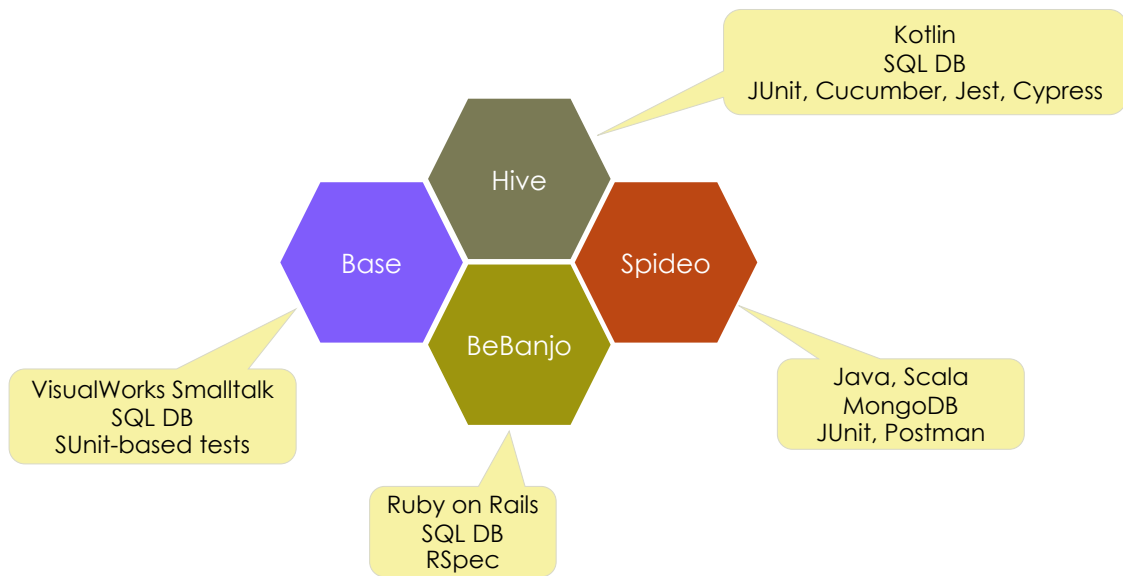 Kotlin
SQL DB
JUnit, Cucumber, Jest, Cypress
Hive
Base
Spideo
BeBanjo
VisualWorks Smalltalk
SQL DB
SUnit-based tests
Java, Scala
MongoDB
JUnit, Postman
Ruby on Rails
SQL DB
RSpec